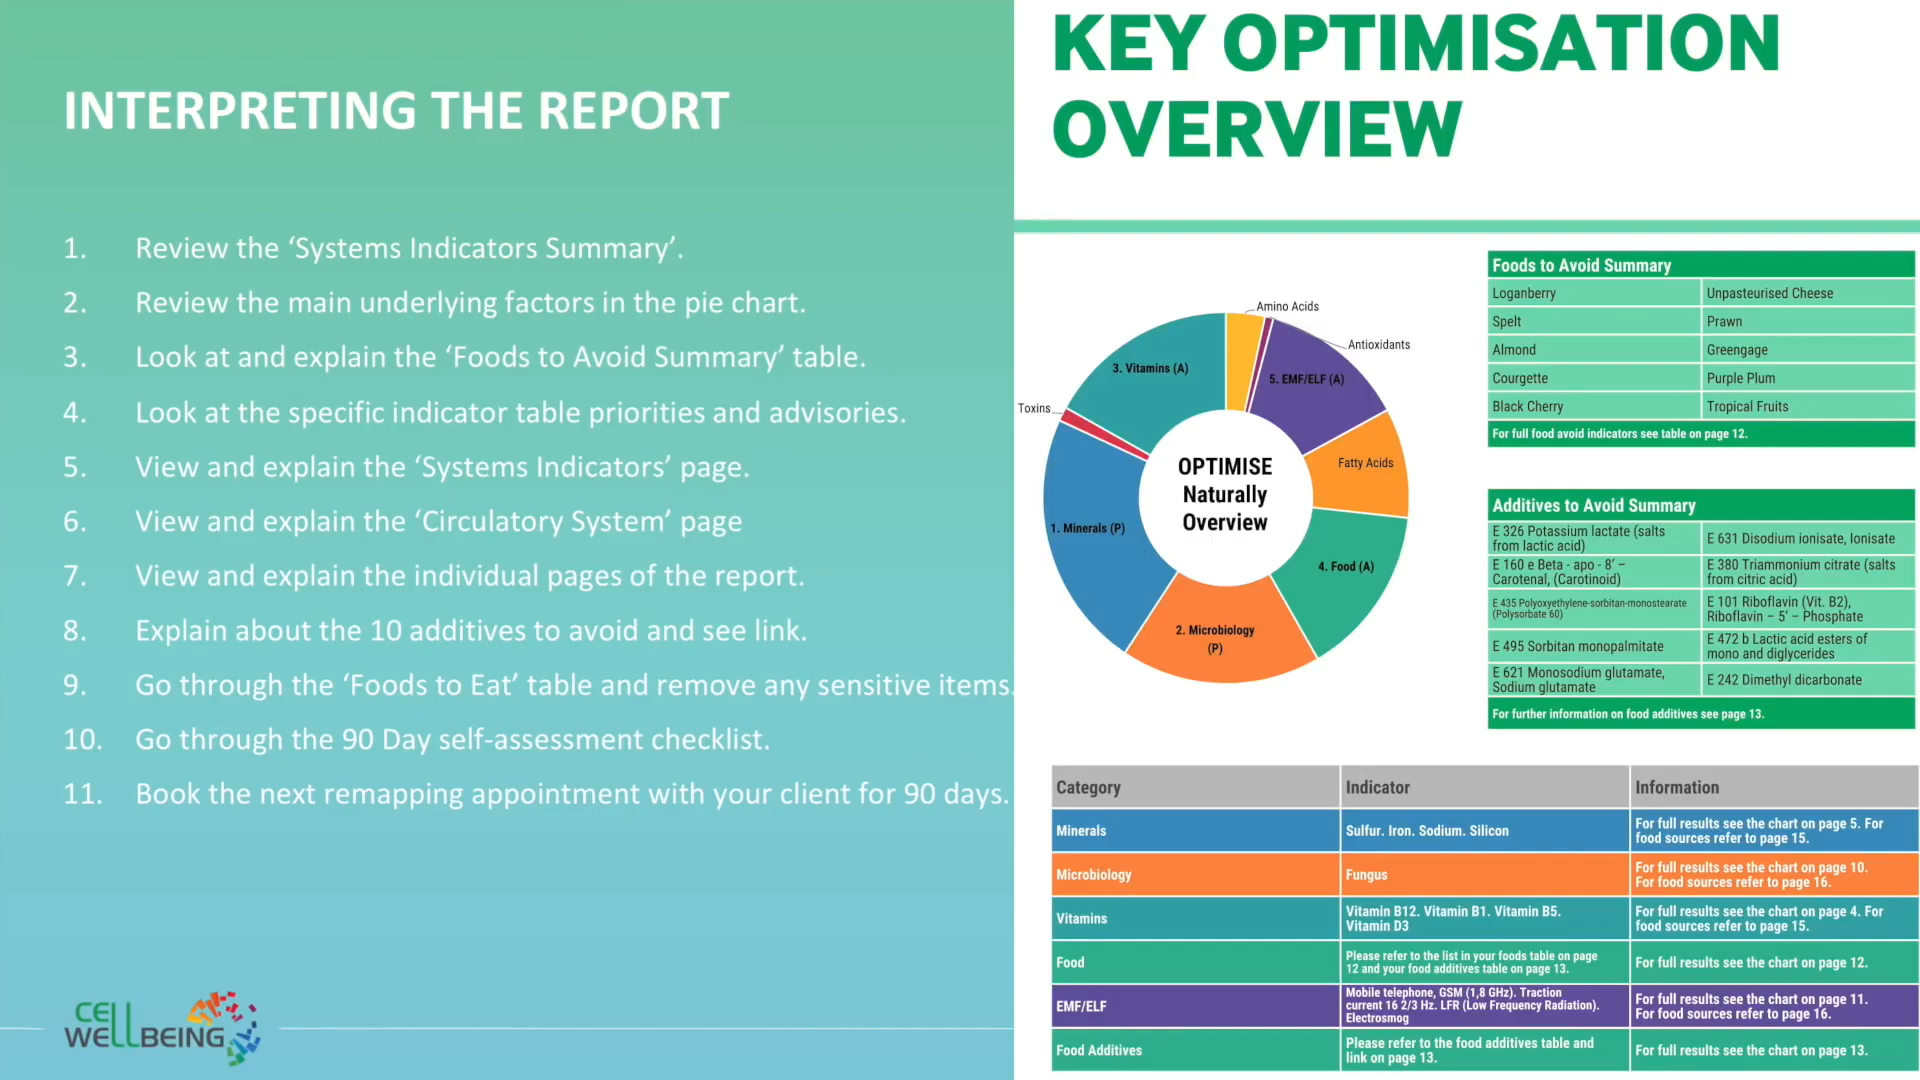 INTERPRETING THE REPORT
1. Review the ‘Systems Indicators Summary’.
2. Review the main underlying factors in the pie chart.
3. Look at and explain the ‘Foods to Avoid Summary’ table.
4. Look at the specific indicator table priorities and advisories.
5. View and explain the ‘Systems Indicators’ page.
6. View and explain the ‘Circulatory System’ page
7. View and explain the individual pages of the report.
8. Explain about the 10 additives to avoid and see link.
9. Go through the ‘Foods to Eat’ table and remove any sensitive items.
10. Go through the 90 Day self-assessment checklist.
11. Book the next remapping appointment with your client for 90 days.
CELL
WELLBEING
KEY OPTIMISATION
OVERVIEW
Amino Acids
Antioxidants
3. Vitamins (A)
5. EMF/ELF (A)
Toxins
Fatty Acids
OPTIMISE
Naturally
Overview
1. Minerals (P)
4. Food (A)
2. Microbiology
(P)
Foods to Avoid Summary
Loganberry Unpasteurised Cheese
Spelt Prawn
Almond Greengage
Courgette Purple Plum
Black Cherry Tropical Fruits
For full food avoid indicators see table on page 12.
Additives to Avoid Summary
E 326 Potassium lactate (salts
from lactic acid)
E 631 Disodium ionisate, Ionisate
E 160 e Beta - apo - 8’ –
Carotenal, (Carotinoid)
E 380 Triammonium citrate (salts
from citric acid)
E 435 Polyoxyethylene-sorbitan-monostearate
(Polysorbate 60)
E 101 Riboflavin (Vit. B2),
Riboflavin – 5’ – Phosphate
E 495 Sorbitan monopalmitate
E 472 b Lactic acid esters of
mono and diglycerides
E 621 Monosodium glutamate,
Sodium glutamate
E 242 Dimethyl dicarbonate
For further information on food additives see page 13.
Category Indicator Information
Minerals
Sulfur. Iron. Sodium. Silicon
For full results see the chart on page 5. For
food sources refer to page 15.
Microbiology
Fungus
For full results see the chart on page 10.
For food sources refer to page 16.
Vitamins
Vitamin B12. Vitamin B1. Vitamin B5.
Vitamin D3
For full results see the chart on page 4. For
food sources refer to page 15.
Food
Please refer to the list in your foods table on page
12 and your food additives table on page 13.
For full results see the chart on page 12.
EMF/ELF
Mobile telephone, GSM (1,8 GHz). Traction
current 16 2/3 Hz. LFR (Low Frequency Radiation).
Electrosmog
For full results see the chart on page 11.
For food sources refer to page 16.
Food Additives
Please refer to the food additives table and
link on page 13.
For full results see the chart on page 13.